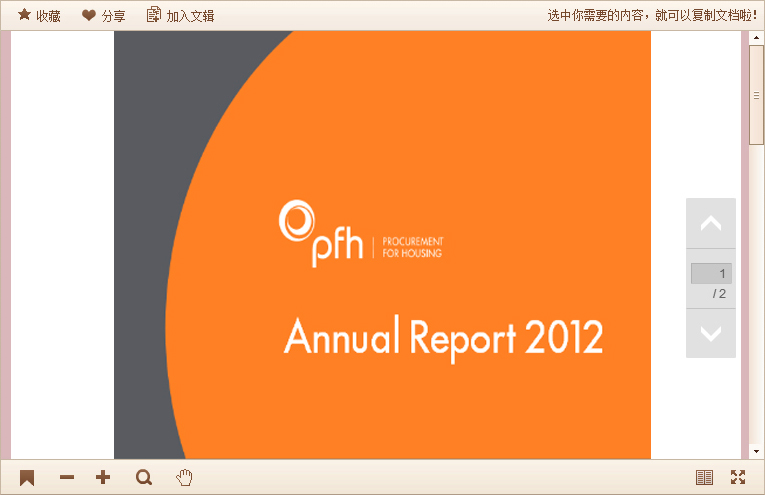 收藏 分享 加入文辑 选中你需要的内容，就可以复制文档啦！
pfh PROCUREMENT
FOR HOUSING
1
/ 2
Annual Report 2012